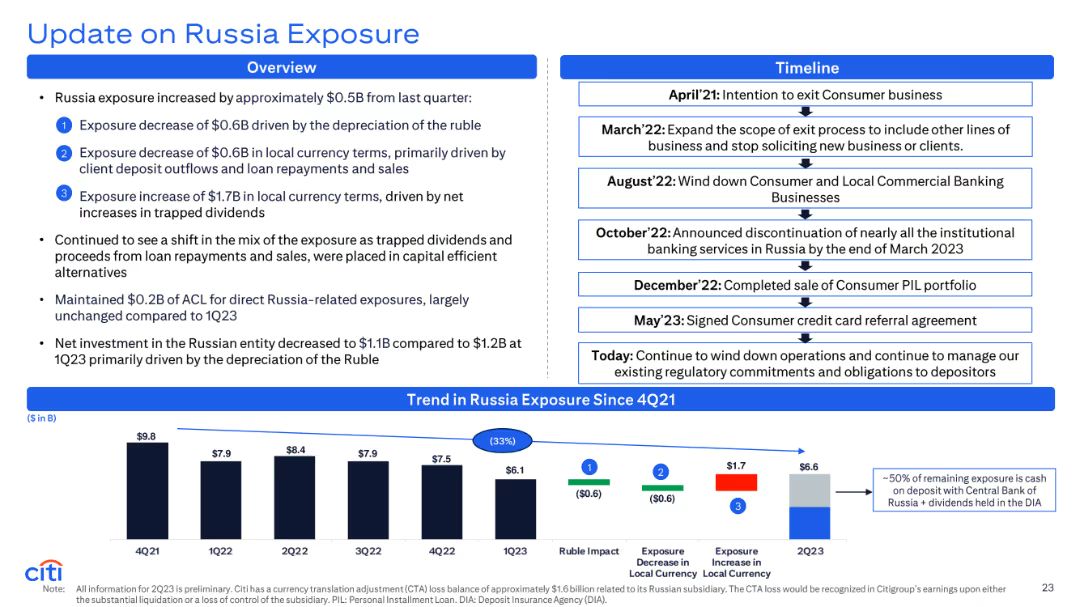 Update on Russia Exposure
Overview
• Russia exposure increased by approximately $0.5B from last quarter:
1 Exposure decrease of $0.6B driven by the depreciation of the ruble
2 Exposure decrease of $0.6B in local currency terms, primarily driven by
client deposit outflows and loan repayments and sales
3 Exposure increase of $1.7B in local currency terms, driven by net
increases in trapped dividends
• Continued to see a shift in the mix of the exposure as trapped dividends and
proceeds from loan repayments and sales, were placed in capital efficient
alternatives
• Maintained $0.2B of ACL for direct Russia-related exposures, largely
unchanged compared to 1Q23
• Net investment in the Russian entity decreased to $1.1B compared to $1.2B at
1Q23 primarily driven by the depreciation of the Ruble
Timeline
April'21: Intention to exit Consumer business
March'22: Expand the scope of exit process to include other lines of
business and stop soliciting new business or clients.
August'22: Wind down Consumer and Local Commercial Banking
Businesses
October'22: Announced discontinuation of nearly all the institutional
banking services in Russia by the end of March 2023
December'22: Completed sale of Consumer PIL portfolio
May'23: Signed Consumer credit card referral agreement
Today: Continue to wind down operations and continue to manage our
existing regulatory commitments and obligations to depositors
Trend in Russia Exposure Since 4Q21
($ in B)
$9.8
$7.9
$8.4
$7.9
$7.5
$6.1
(33%)
1
($0.6)
2
($0.6)
$1.7
3
$6.6
~50% of remaining exposure is cash
on deposit with Central Bank of
Russia + dividends held in the DIA
4Q21
1Q22
2Q22
3Q22
4Q22
1Q23
Ruble Impact
Exposure
Decrease in
Local Currency
Exposure
Increase in
Local Currency
2Q23
citi
Note: All information for 2Q23 is preliminary. Citi has a currency translation adjustment (CTA) loss balance of approximately $1.6 billion related to its Russian subsidiary. The CTA loss would be recognized in Citigroup's earnings upon either
the substantial liquidation or a loss of control of the subsidiary. PIL: Personal Installment Loan. DIA: Deposit Insurance Agency (DIA).
23